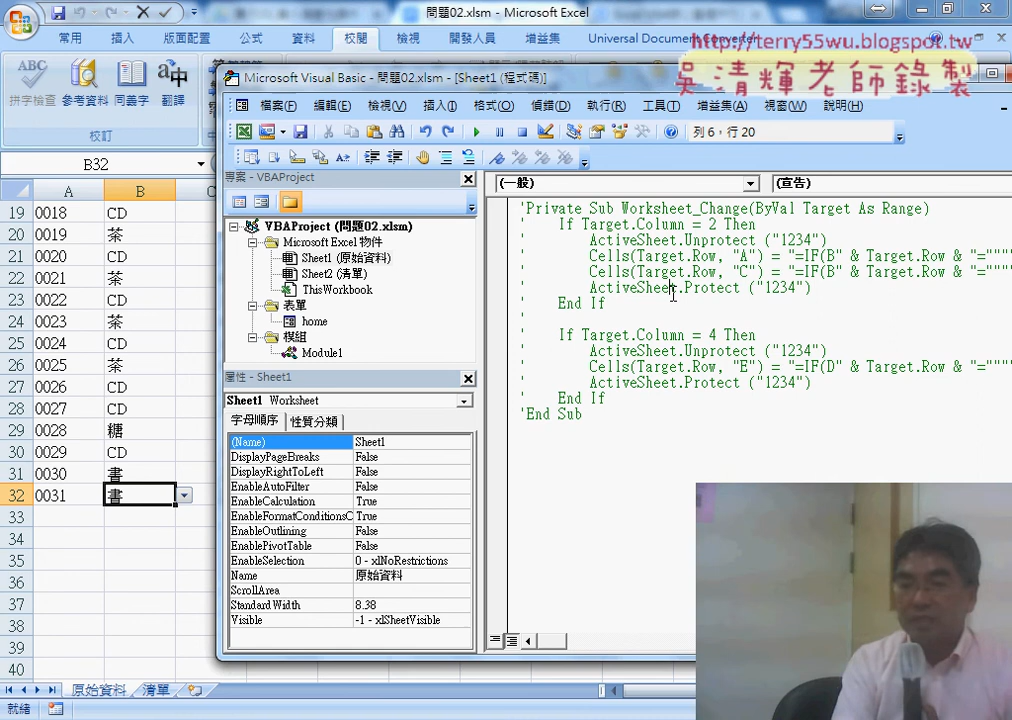 問題02.xlsm - Microsoft Excel
常用 插入 版面配置 公式 資料 校閱 檢視 開發人員 增益集 Universal Document Converter
http://terry55wu.blogspot.tw
吳清輝老師錄製
拼字檢查 參考資料 同義字 翻譯
校訂
Microsoft Visual Basic - 問題02.xlsm - [Sheet1 (程式碼)]
檔案(F) 編輯(E) 檢視(V) 插入(I) 格式(O) 偵錯(D) 執行(R) 工具(T) 增益集(A) 視窗(W) 說明(H)
列 6，行 20
B32
專案 - VBAProject
(一般) (宣告)
A B C
19 0018 CD
20 0019 茶
21 0020 CD
22 0021 茶
23 0022 CD
24 0023 茶
25 0024 CD
26 0025 茶
27 0026 CD
28 0027 CD
29 0028 糖
30 0029 CD
31 0030 書
32 0031 書
33
34
35
36
37
38
39
40
VBAProject (問題02.xlsm)
Microsoft Excel 物件
Sheet1 (原始資料)
Sheet2 (清單)
ThisWorkbook
表單
home
模組
Module1
屬性 - Sheet1
Sheet1 Worksheet
字母順序 性質分類
(Name) Sheet1
DisplayPageBreaks False
DisplayRightToLeft False
EnableAutoFilter False
EnableCalculation True
EnableFormatConditionsC True
EnableOutlining False
EnablePivotTable False
EnableSelection 0 - xlNoRestrictions
Name 原始資料
ScrollArea
Standard Width 8.38
Visible -1 - xlSheetVisible
'Private Sub Worksheet_Change(ByVal Target As Range)
' If Target.Column = 2 Then
' ActiveSheet.Unprotect ("1234")
' Cells(Target.Row, "A") = "=IF(B" & Target.Row & "=""""
' Cells(Target.Row, "C") = "=IF(B" & Target.Row & "=""""
' ActiveSheet.Protect ("1234")
' End If
'
' If Target.Column = 4 Then
' ActiveSheet.Unprotect ("1234")
' Cells(Target.Row, "E") = "=IF(D" & Target.Row & "=""""
' ActiveSheet.Protect ("1234")
' End If
'End Sub
原始資料 清單
就緒